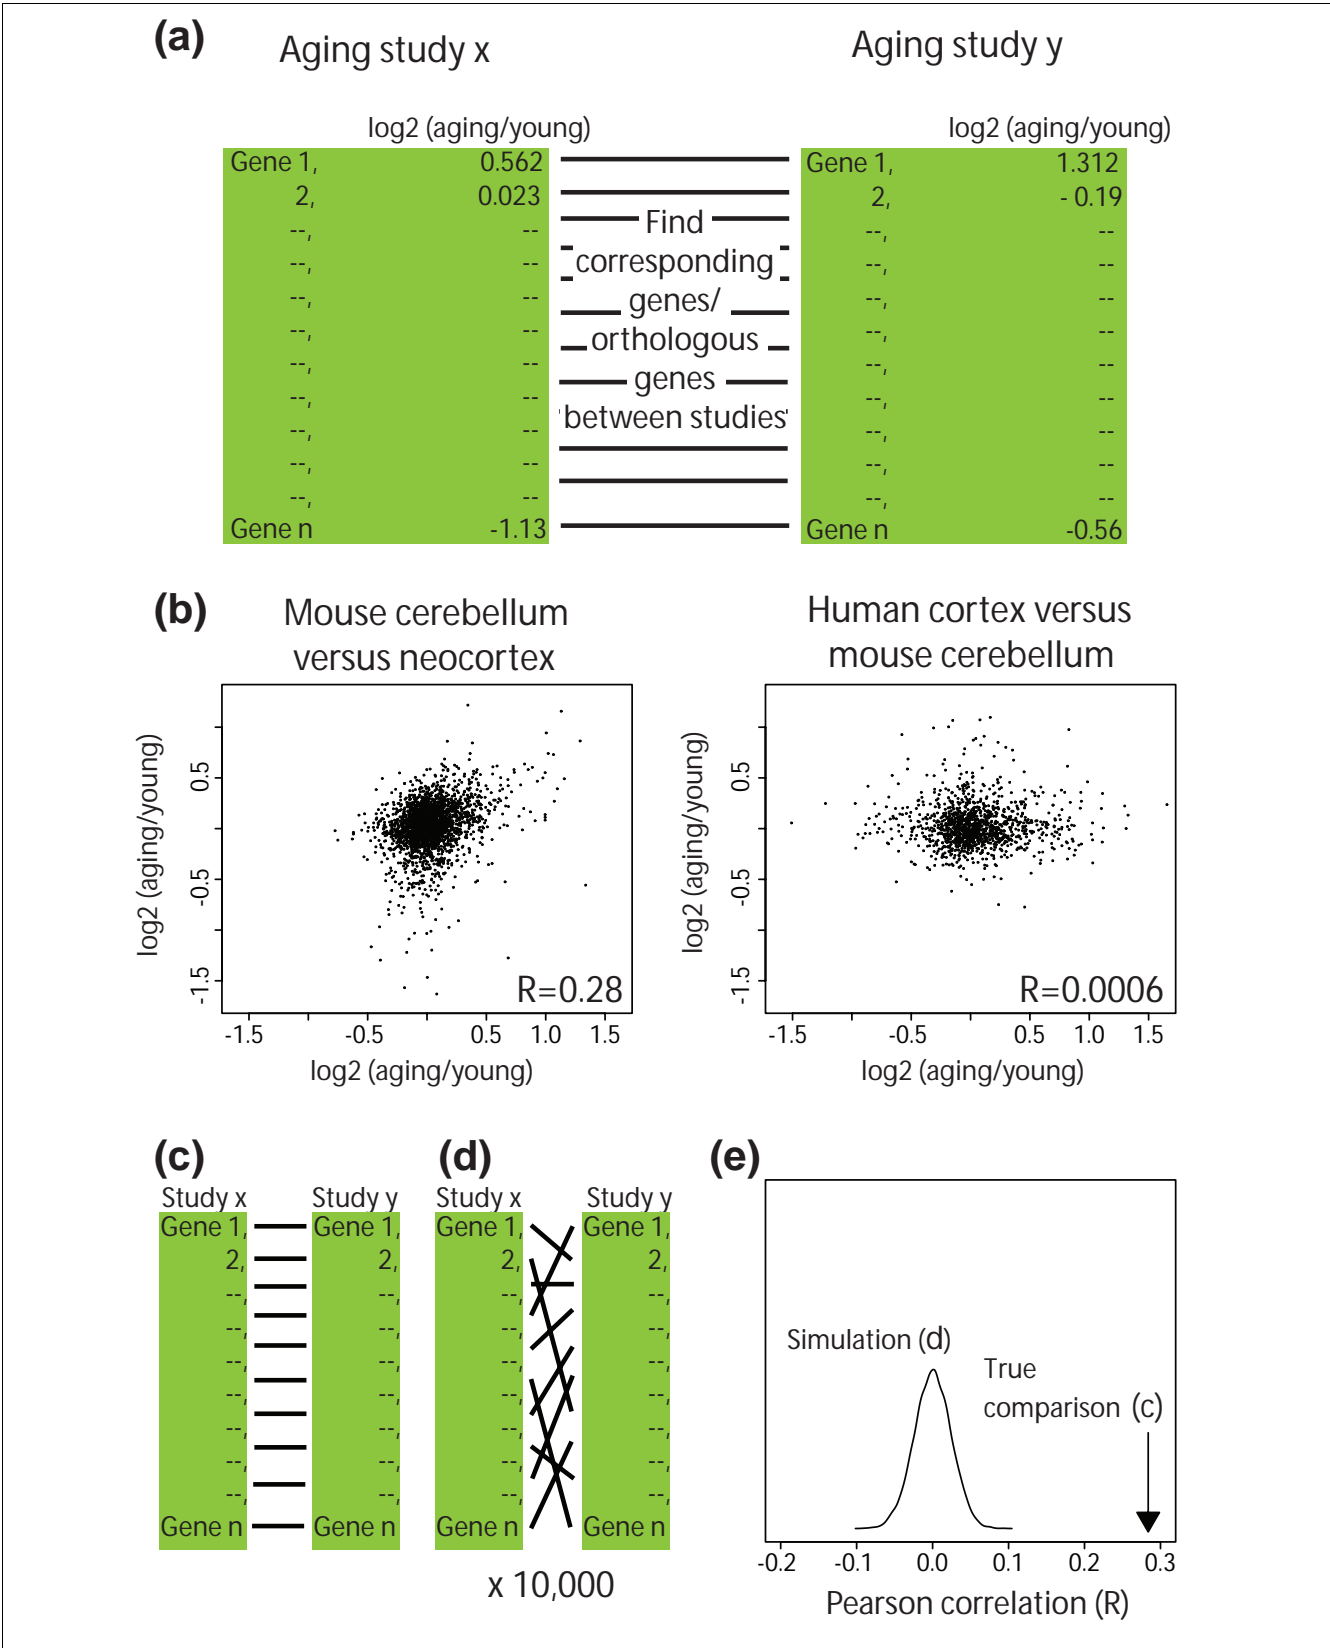 (a)
Aging study x
Aging study y
log2 (aging/young)
log2 (aging/young)
Gene 1, 0.562
2, 0.023
--, --
--, --
--, --
--, --
--, --
--, --
--, --
--, --
--, --
Gene n -1.13
Find
corresponding
genes/
orthologous
genes
between studies
Gene 1, 1.312
2, - 0.19
--, --
--, --
--, --
--, --
--, --
--, --
--, --
--, --
--, --
Gene n -0.56
(b)
Mouse cerebellum
versus neocortex
log2 (aging/young)
0.5
-0.5
-1.5
R=0.28
-1.5 -0.5 0.5 1.0 1.5
log2 (aging/young)
Human cortex versus
mouse cerebellum
log2 (aging/young)
0.5
-0.5
-1.5
R=0.0006
-1.5 -0.5 0.5 1.0 1.5
log2 (aging/young)
(c)
Study x Study y
Gene 1, Gene 1,
2, 2,
--, --,
--, --,
--, --,
--, --,
--, --,
--, --,
--, --,
Gene n Gene n
(d)
Study x Study y
Gene 1, Gene 1,
2, 2,
--, --,
--, --,
--, --,
--, --,
--, --,
--, --,
--, --,
Gene n Gene n
x 10,000
(e)
Simulation (d)
True
comparison (c)
-0.2 -0.1 0.0 0.1 0.2 0.3
Pearson correlation (R)